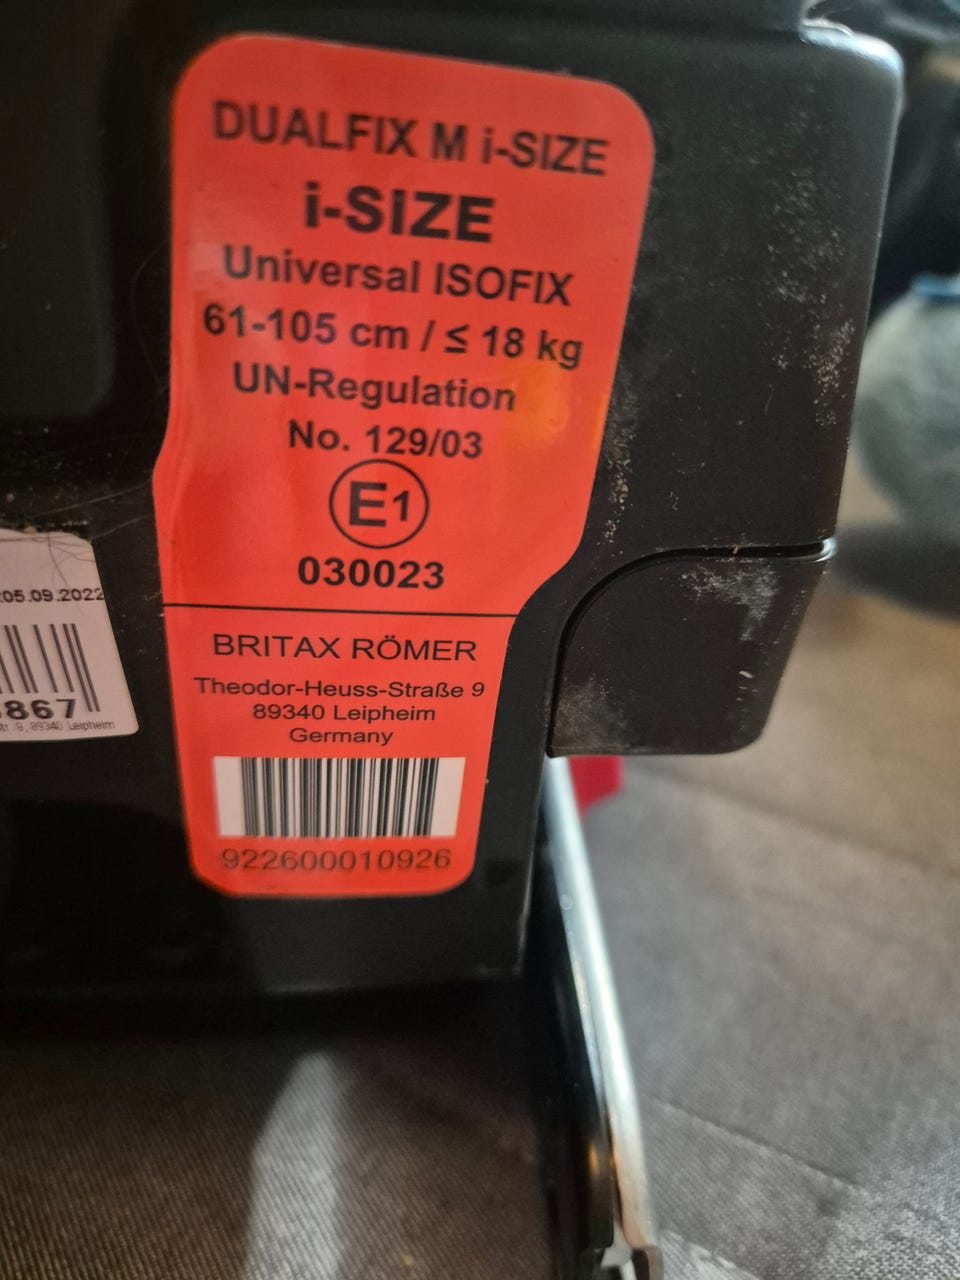 DUALFIX M i-SIZE
i-SIZE
Universal ISOFIX
61-105 cm / ≤ 18 kg
UN-Regulation
No. 129/03
E1
030023
BRITAX RÖMER
Theodor-Heuss-Straße 9
89340 Leipheim
Germany
922600010926
:05.09.2022
867
9, 89340 Leipheim